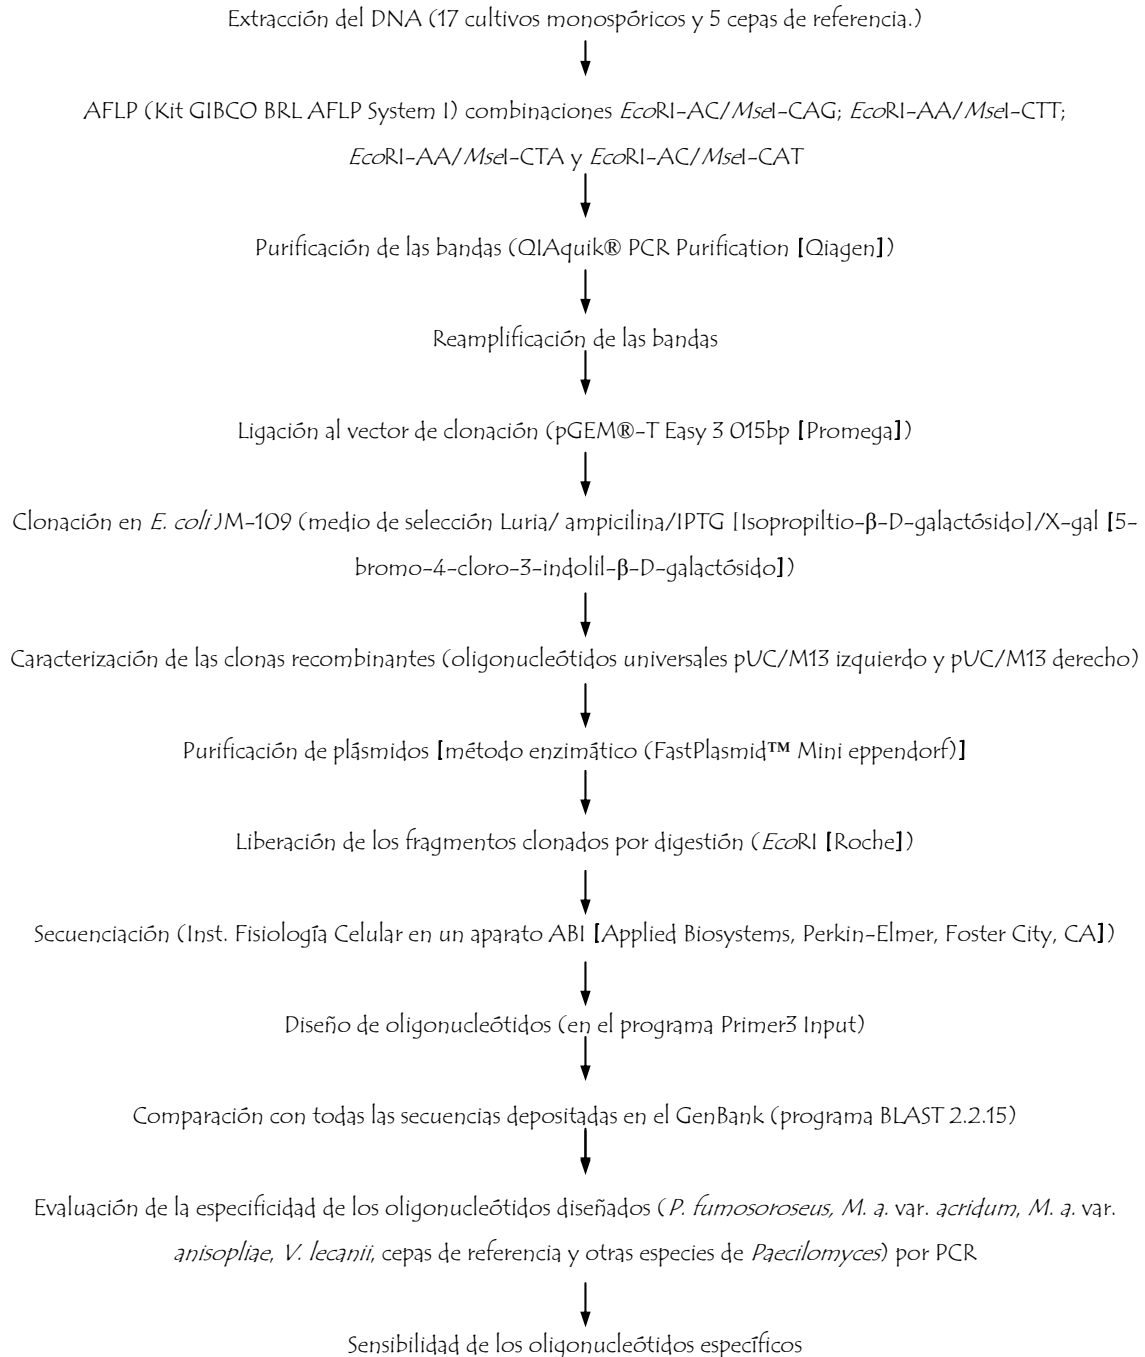 Extracción del DNA (17 cultivos monospóricos y 5 cepas de referencia.)
AFLP (Kit GIBCO BRL AFLP System I) combinaciones EcoRI-AC/MseI-CAG; EcoRI-AA/MseI-CTT;
EcoRI-AA/MseI-CTA y EcoRI-AC/MseI-CAT
Purificación de las bandas (QIAquik® PCR Purification [Qiagen])
Reamplificación de las bandas
Ligación al vector de clonación (pGEM®-T Easy 3 015bp [Promega])
Clonación en E. coli JM-109 (medio de selección Luria/ ampicilina/IPTG [Isopropiltio-β-D-galactósido]/X-gal [5-
bromo-4-cloro-3-indolil-β-D-galactósido])
Caracterización de las clonas recombinantes (oligonucleótidos universales pUC/M13 izquierdo y pUC/M13 derecho)
Purificación de plásmidos [método enzimático (FastPlasmid™ Mini eppendorf)]
Liberación de los fragmentos clonados por digestión (EcoRI [Roche])
Secuenciación (Inst. Fisiología Celular en un aparato ABI [Applied Biosystems, Perkin-Elmer, Foster City, CA])
Diseño de oligonucleótidos (en el programa Primer3 Input)
Comparación con todas las secuencias depositadas en el GenBank (programa BLAST 2.2.15)
Evaluación de la especificidad de los oligonucleótidos diseñados (P. fumosoroseus, M. a. var. acridum, M. a. var.
anisopliae, V. lecanii, cepas de referencia y otras especies de Paecilomyces) por PCR
Sensibilidad de los oligonucleótidos específicos